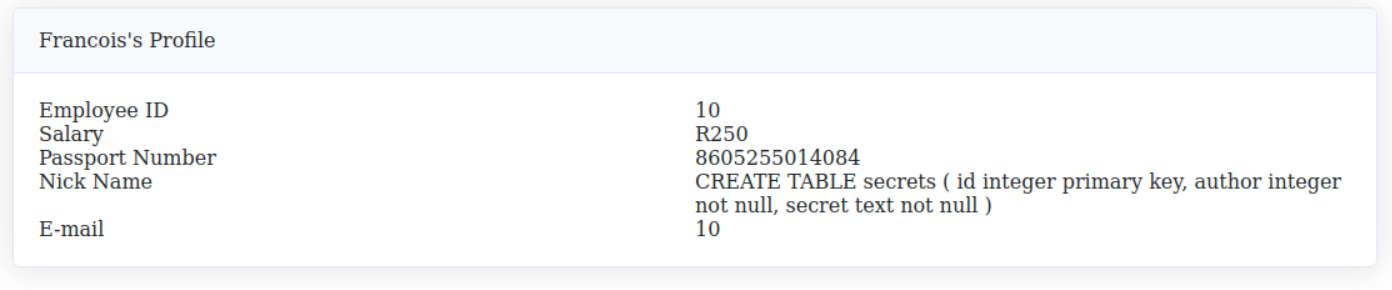 Francois's Profile
Employee ID 10
Salary R250
Passport Number 8605255014084
Nick Name CREATE TABLE secrets ( id integer primary key, author integer
not null, secret text not null )
E-mail 10